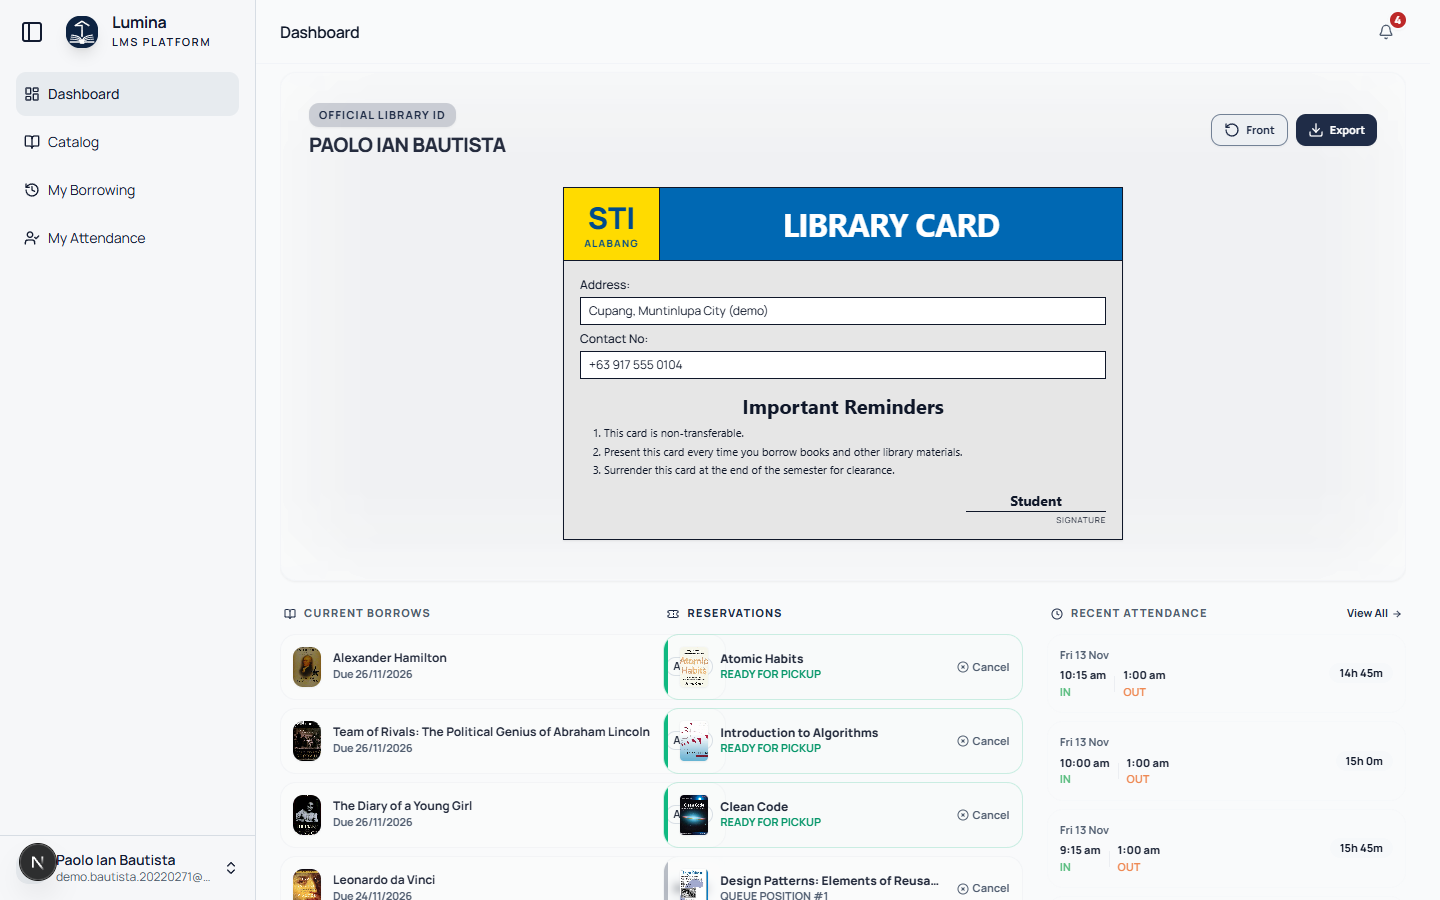 Lumina
LMS PLATFORM
Dashboard
Catalog
My Borrowing
My Attendance
N
Paolo Ian Bautista
demo.bautista.20220271@...
Dashboard
4
OFFICIAL LIBRARY ID
PAOLO IAN BAUTISTA
Front
Export
STI
ALABANG
LIBRARY CARD
Address:
Cupang, Muntinlupa City (demo)
Contact No:
+63 917 555 0104
Important Reminders
1. This card is non-transferable.
2. Present this card every time you borrow books and other library materials.
3. Surrender this card at the end of the semester for clearance.
Student
SIGNATURE
CURRENT BORROWS
Alexander Hamilton
Due 26/11/2026
Team of Rivals: The Political Genius of Abraham Lincoln
Due 26/11/2026
The Diary of a Young Girl
Due 26/11/2026
Leonardo da Vinci
Due 24/11/2026
RESERVATIONS
Atomic Habits
READY FOR PICKUP
Cancel
Introduction to Algorithms
READY FOR PICKUP
Cancel
Clean Code
READY FOR PICKUP
Cancel
Design Patterns: Elements of Reusa...
QUEUE POSITION #1
Cancel
RECENT ATTENDANCE
View All →
Fri 13 Nov
10:15 am 1:00 am
IN OUT
14h 45m
Fri 13 Nov
10:00 am 1:00 am
IN OUT
15h 0m
Fri 13 Nov
9:15 am 1:00 am
IN OUT
15h 45m